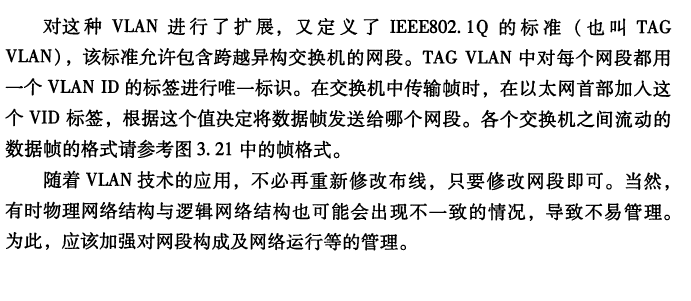 对这种 VLAN 进行了扩展，又定义了 IEEE802.1Q 的标准（也叫 TAG
VLAN），该标准允许包含跨越异构交换机的网段。TAG VLAN 中对每个网段都用
一个 VLAN ID 的标签进行唯一标识。在交换机中传输帧时，在以太网首部加入这
个 VID 标签，根据这个值决定将数据帧发送给哪个网段。各个交换机之间流动的
数据帧的格式请参考图 3.21 中的帧格式。
随着 VLAN 技术的应用，不必再重新修改布线，只要修改网段即可。当然，
有时物理网络结构与逻辑网络结构也可能会出现不一致的情况，导致不易管理。
为此，应该加强对网段构成及网络运行等的管理。